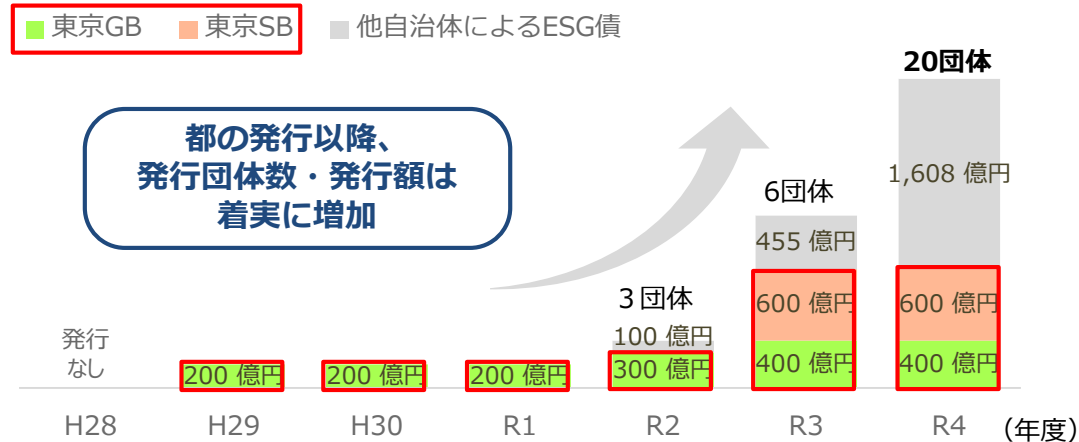 東京GB 東京SB 他自治体によるESG債
都の発行以降、
発行団体数・発行額は
着実に増加
20団体
1,608 億円
6団体
455 億円
600 億円
600 億円
400 億円
400 億円
３団体
100 億円
300 億円
発行
なし
200 億円
200 億円
200 億円
H28 H29 H30 R1 R2 R3 R4 (年度)